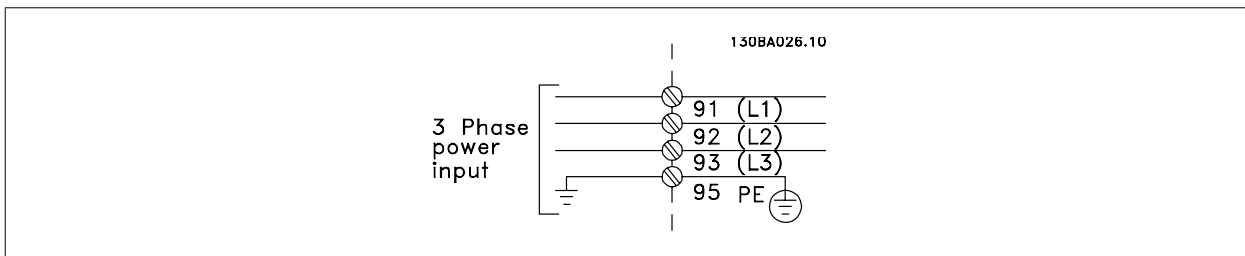 130BA026.10
3 Phase
power
input
91 (L1)
92 (L2)
93 (L3)
95 PE